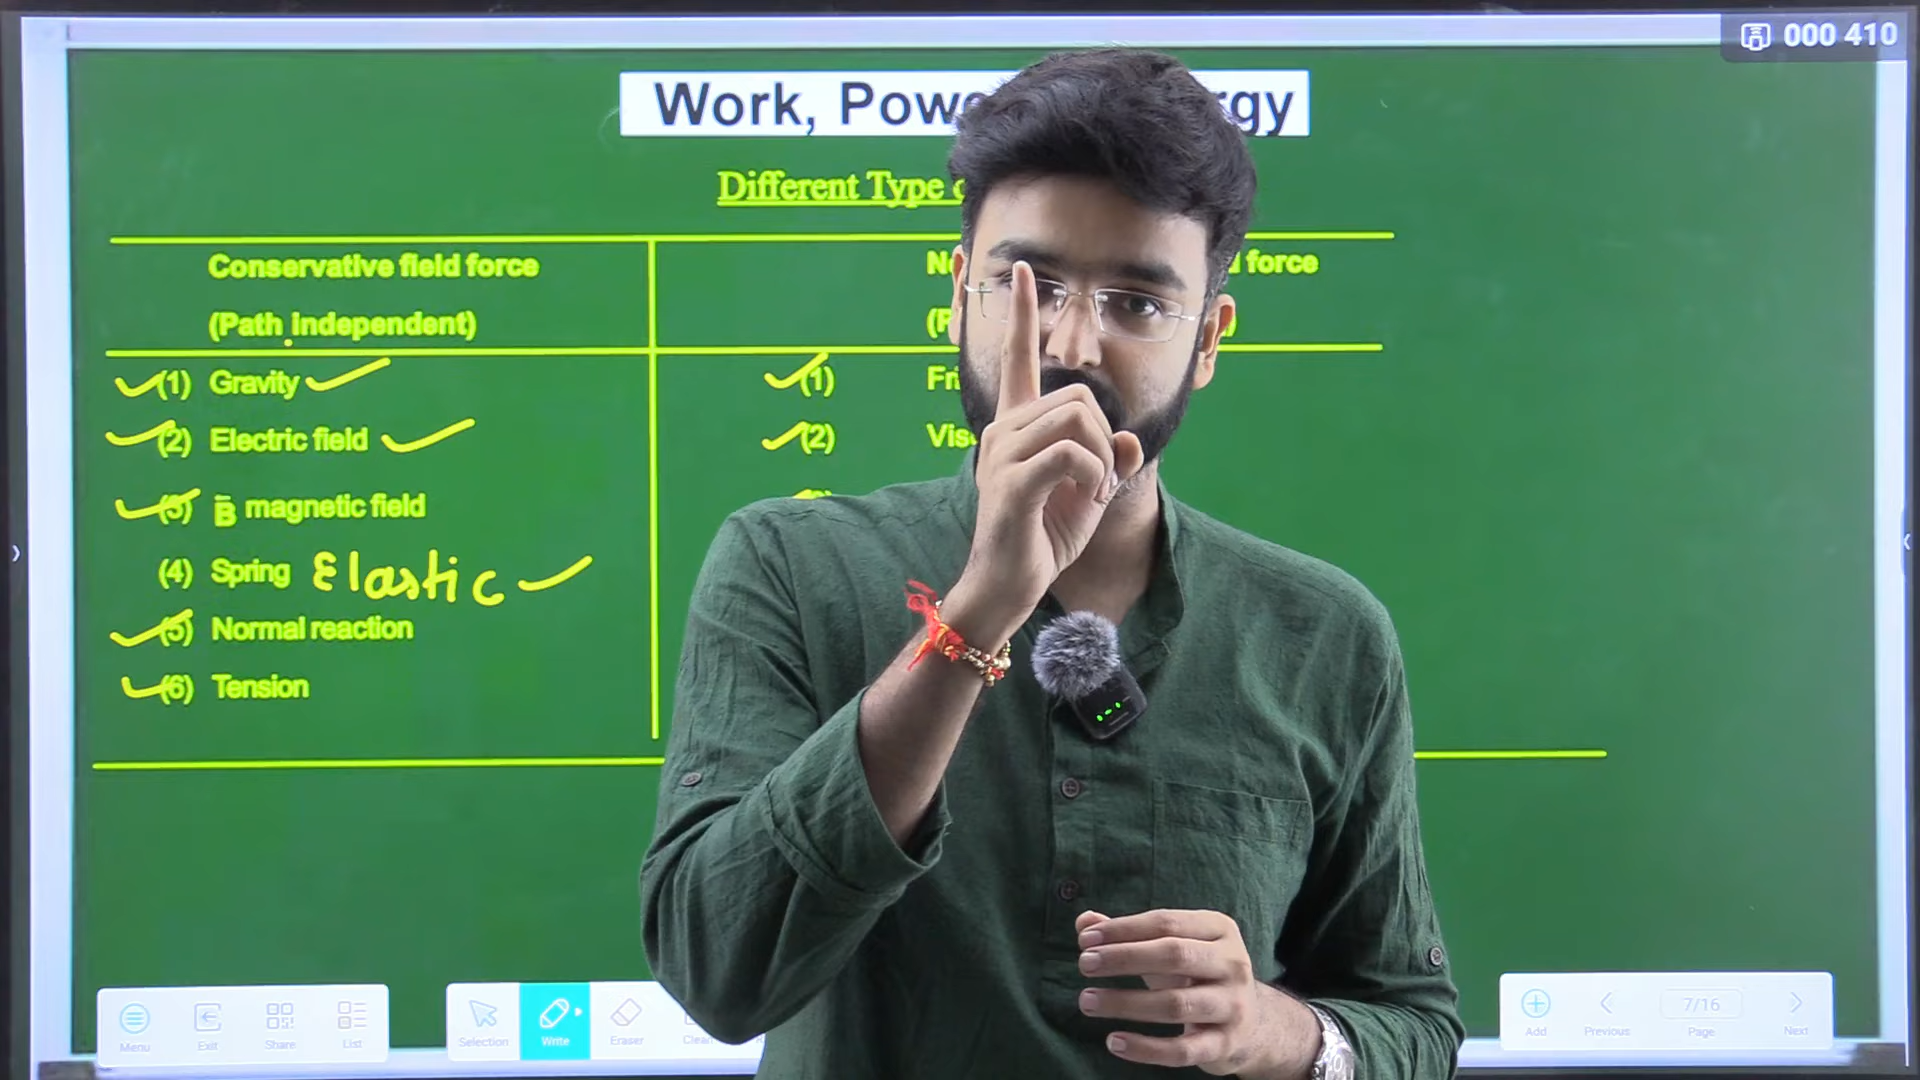 000 410
Work, Powe rgy
Different Type
Conservative field force
(Path independent)
force
(1) Gravity
(2) Electric field
(3) B̅ magnetic field
(4) Spring Elastic
(5) Normal reaction
(6) Tension
(1) Fri
(2) Vis
Menu
Exit
Share
List
Selection
Write
Eraser
Clean
Add
Previous
7/16
Page
Next